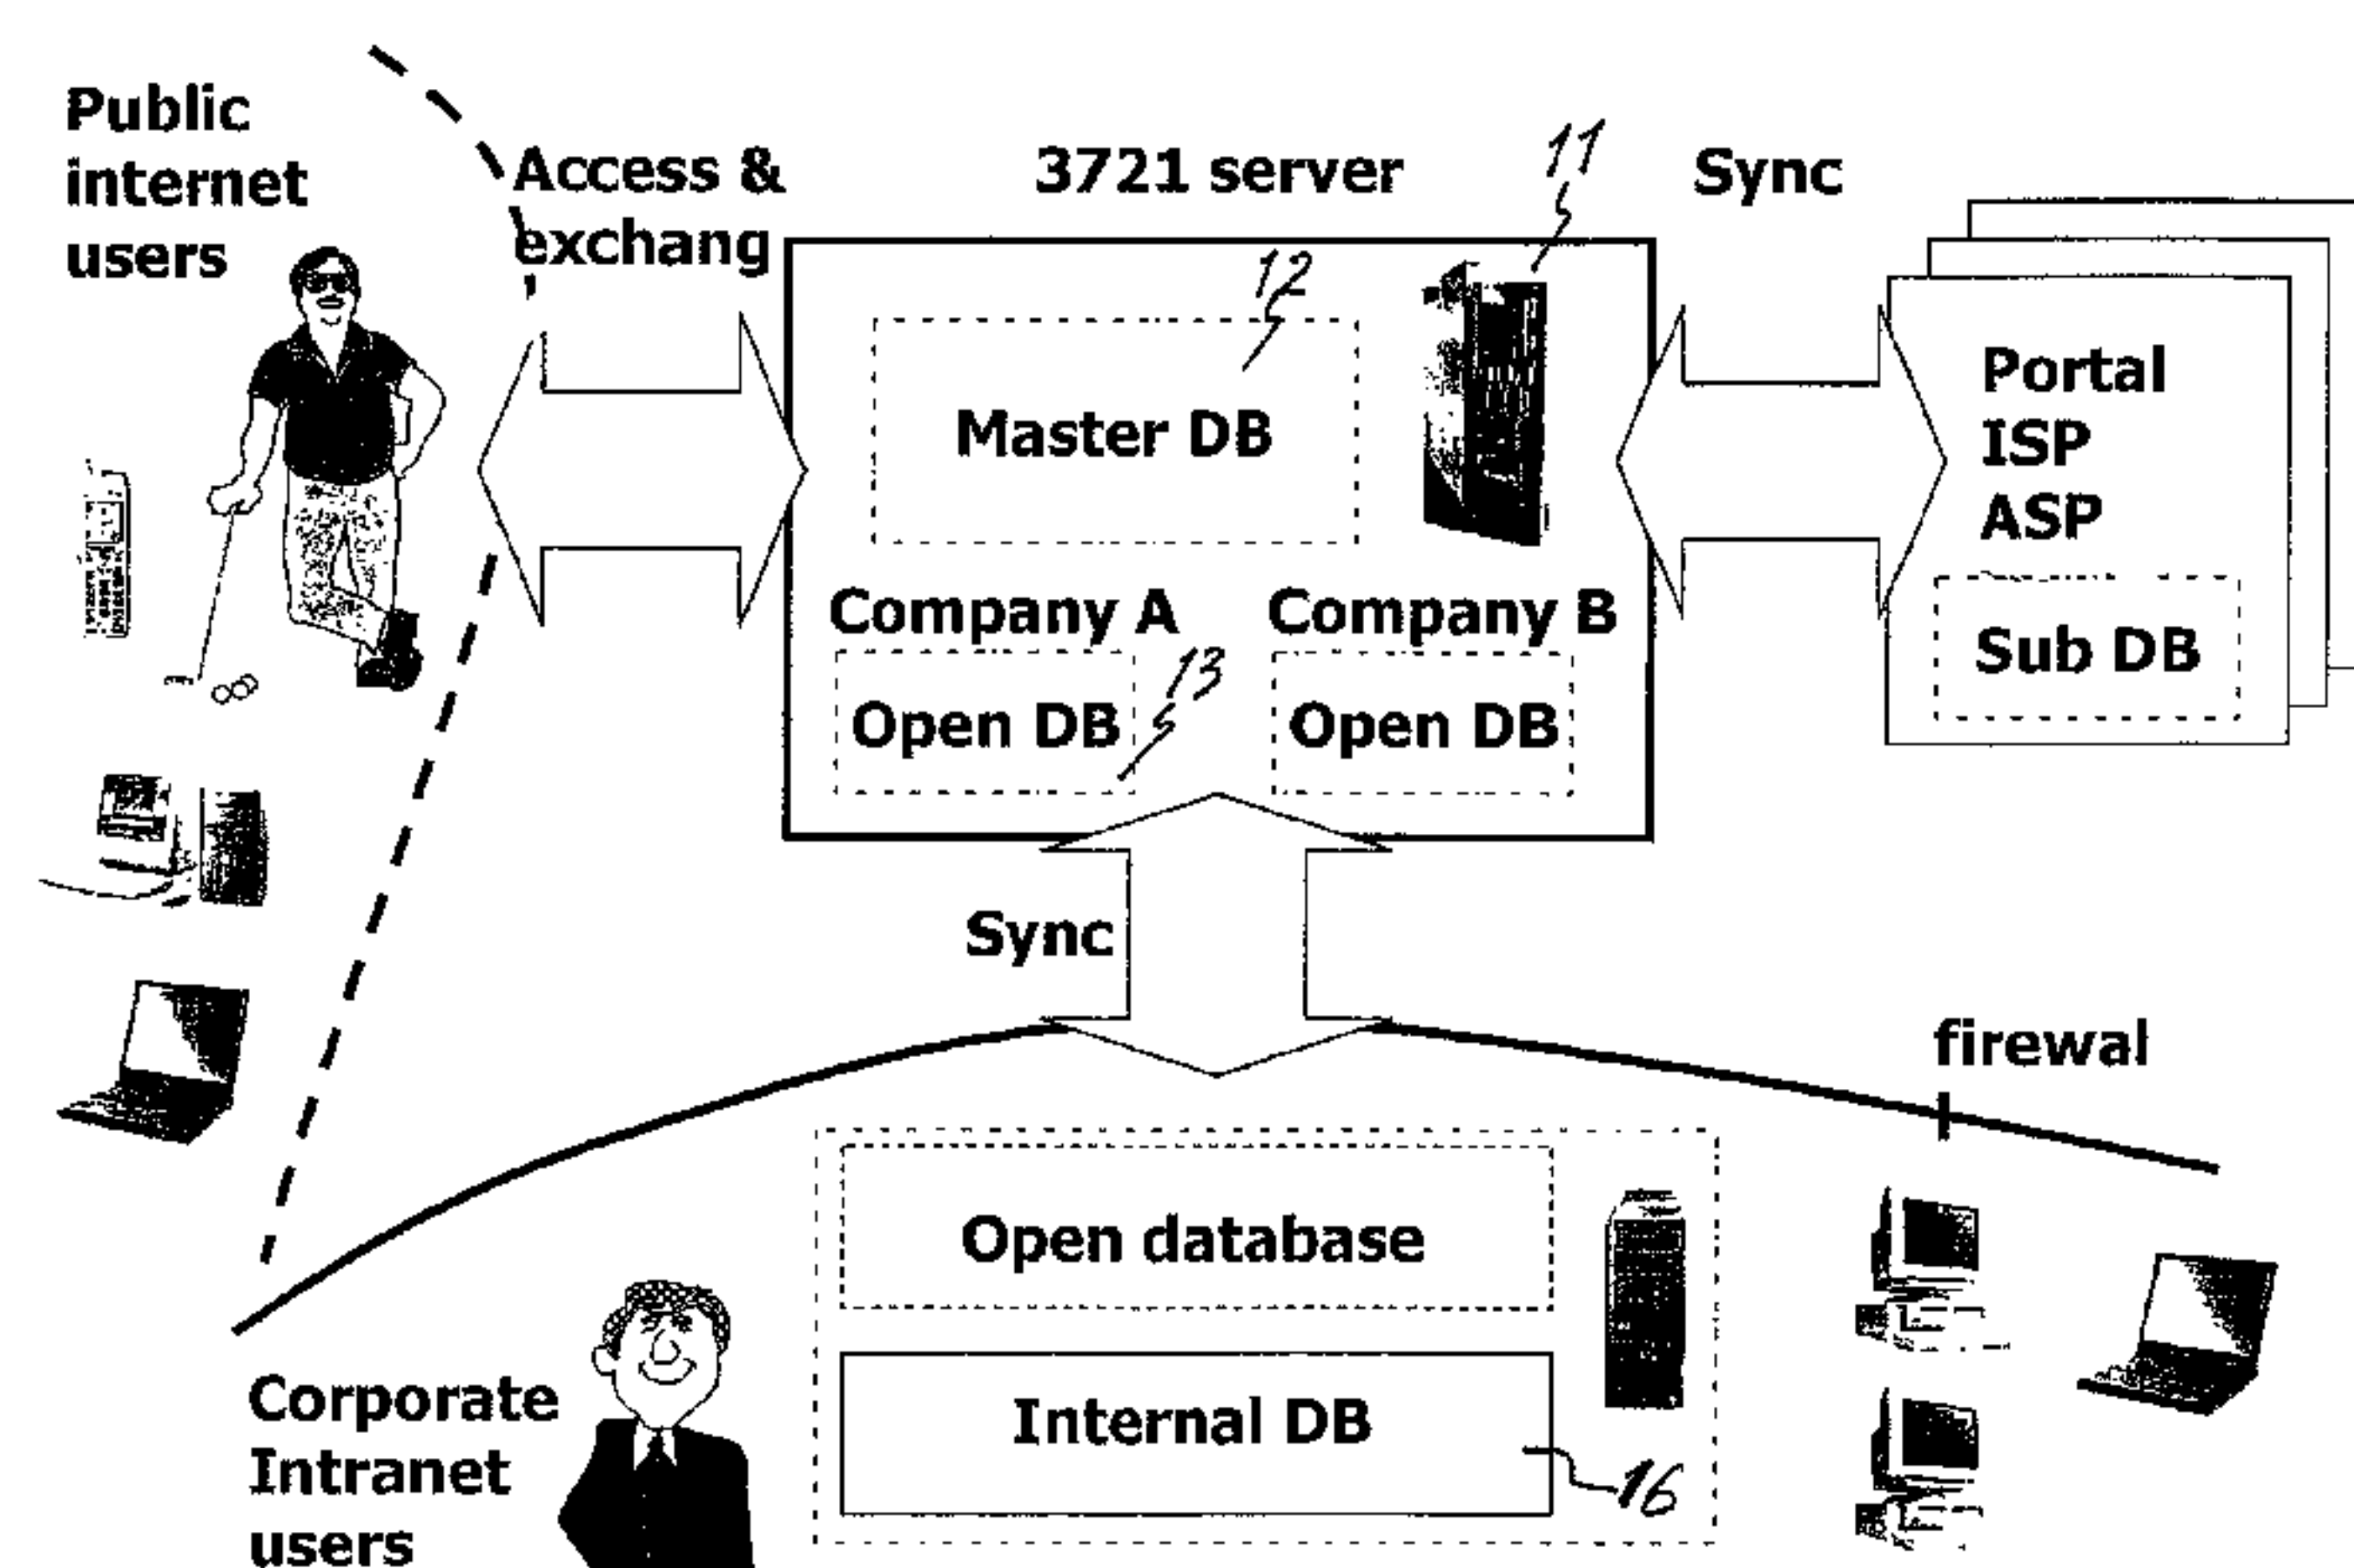 Public
internet
users
Access &
exchang
3721 server
11
Sync
12
Master DB
Portal
ISP
ASP
Company A
Company B
13
Open DB
Open DB
Sub DB
Sync
firewal
Open database
Internal DB
16
Corporate
Intranet
users